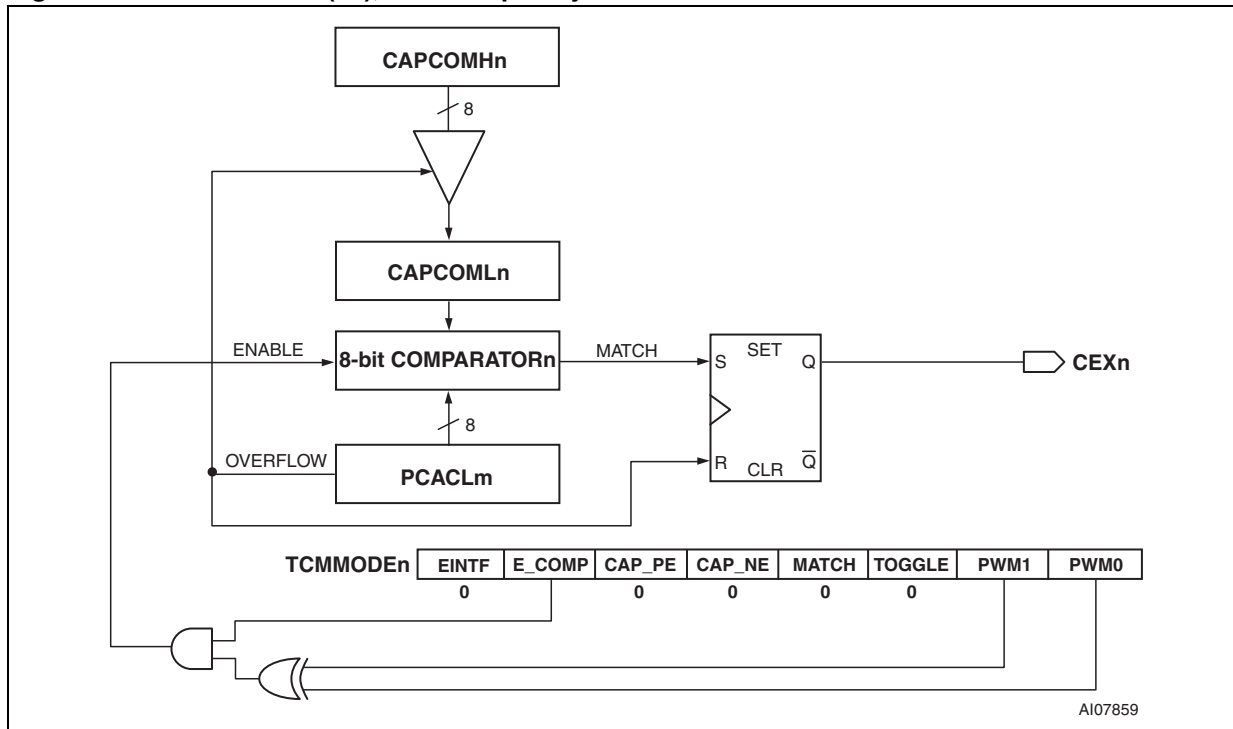 CAPCOMHn
8
CAPCOMLn
ENABLE
8-bit COMPARATORn
MATCH
S SET Q
CEXn
8
OVERFLOW
PCACLm
R CLR Q̅
TCMMODEn EINTF E_COMP CAP_PE CAP_NE MATCH TOGGLE PWM1 PWM0
0 0 0 0 0
AI07859